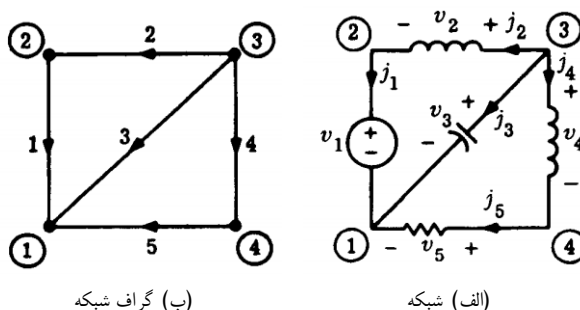 2 2 3
1 3 4
1 5 4
(ب) گراف شبکه
2 - v₂ + j₂ 3
j₁ j₄
+ v₃ j₃ +
v₁ + - - v₄
-
j₅
1 - v₅ + 4
(الف) شبکه